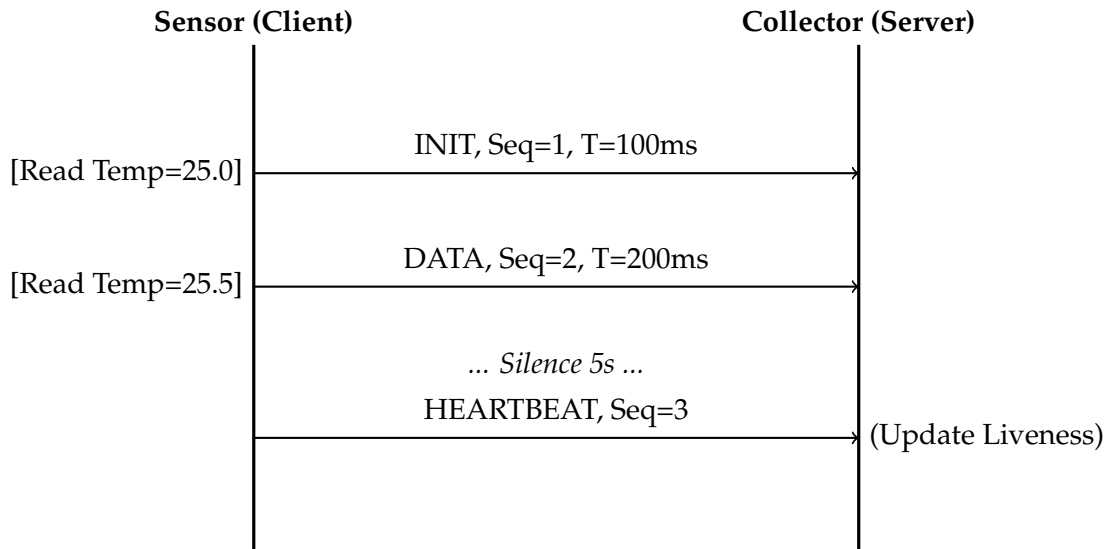 Sensor (Client)
Collector (Server)
INIT, Seq=1, T=100ms
[Read Temp=25.0]
DATA, Seq=2, T=200ms
[Read Temp=25.5]
... Silence 5s ...
HEARTBEAT, Seq=3
(Update Liveness)